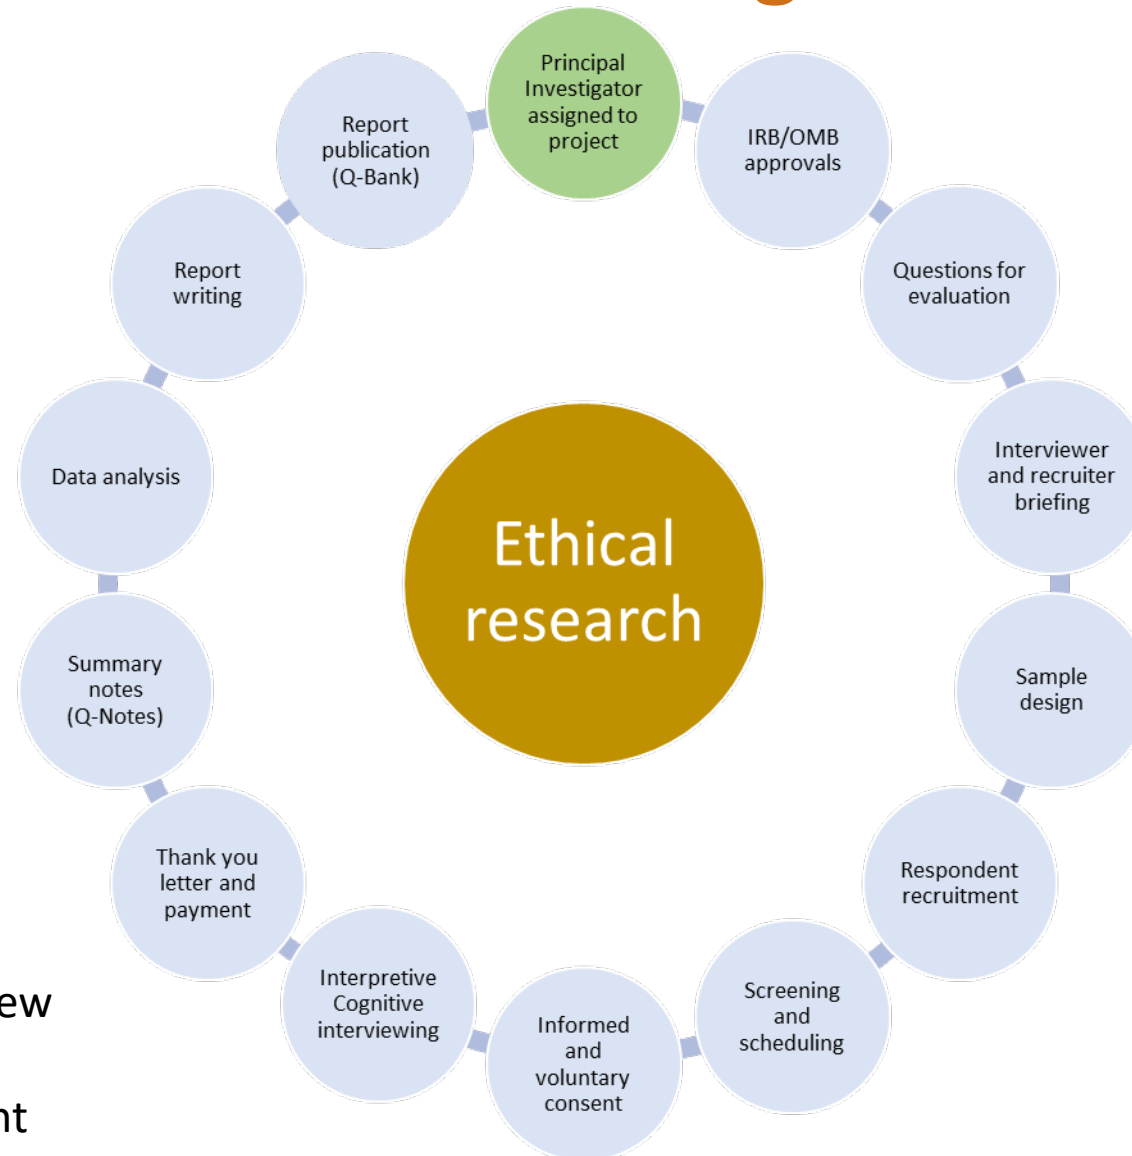 g
Principal
Investigator
assigned to
project
IRB/OMB
approvals
Questions for
evaluation
Interviewer
and recruiter
briefing
Sample
design
Respondent
recruitment
Screening
and
scheduling
Informed
and
voluntary
consent
Interpretive
Cognitive
interviewing
Thank you
letter and
payment
Summary
notes
(Q-Notes)
Data analysis
Report
writing
Report
publication
(Q-Bank)
Ethical
research
ew
nt